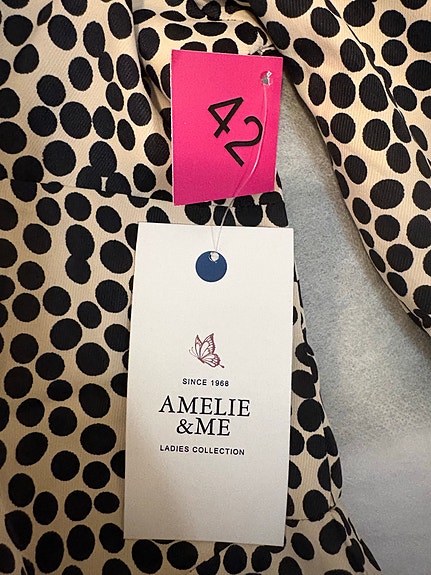 42
SINCE 1968
AMELIE
&ME
LADIES COLLECTION